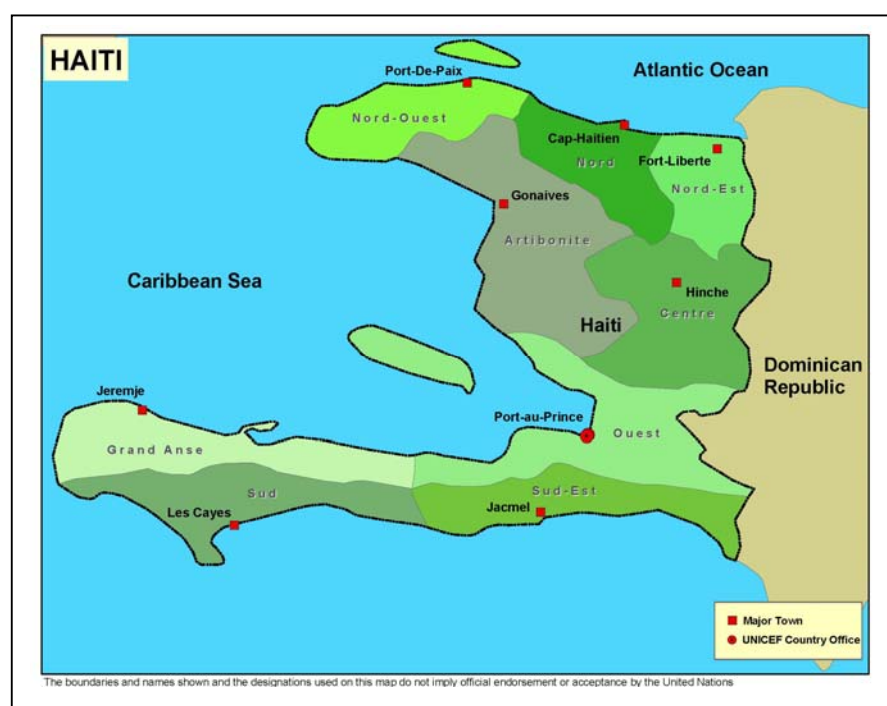 HAITI
Port-De-Paix
Atlantic Ocean
Nord-Ouest
Cap-Haitien
Nord
Fort-Liberte
Nord-Est
Gonaives
Artibonite
Caribbean Sea
Hinche
Centre
Haiti
Dominican
Republic
Jeremje
Port-au-Prince
Ouest
Grand Anse
Sud
Sud-Est
Les Cayes
Jacmel
Major Town
UNICEF Country Office
The boundaries and names shown and the designations used on this map do not imply official endorsement or acceptance by the United Nations